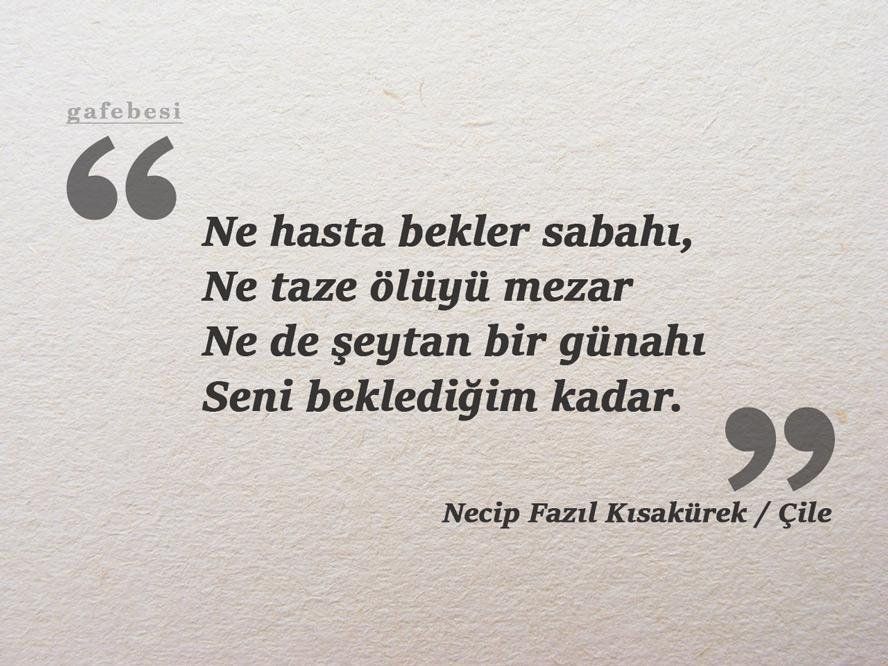 gafebesi
“
Ne hasta bekler sabahı,
Ne taze ölüyü mezar
Ne de şeytan bir günahı
Seni beklediğim kadar.
”
Necip Fazıl Kısakürek / Çile